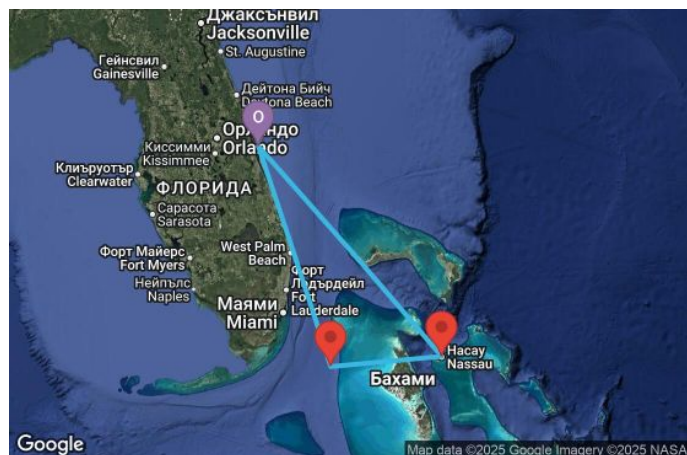 Джаксънвил
Jacksonville
St. Augustine
Гейнсвил
Gainesville
Дейтона Бийч
Daytona Beach
O
Орландо
Orlando
Киссимми
Kissimmee
Клиъруотър
Clearwater
ФЛОРИДА
Сарасота
Sarasota
West Palm
Beach
Форт Майерс
Fort Myers
Форт
Лодърдейл
Fort
Lauderdale
Нейпълс
Naples
Маями
Miami
Насау
Nassau
Бахами
Google
Map data ©2025 Google Imagery ©2025 NASA